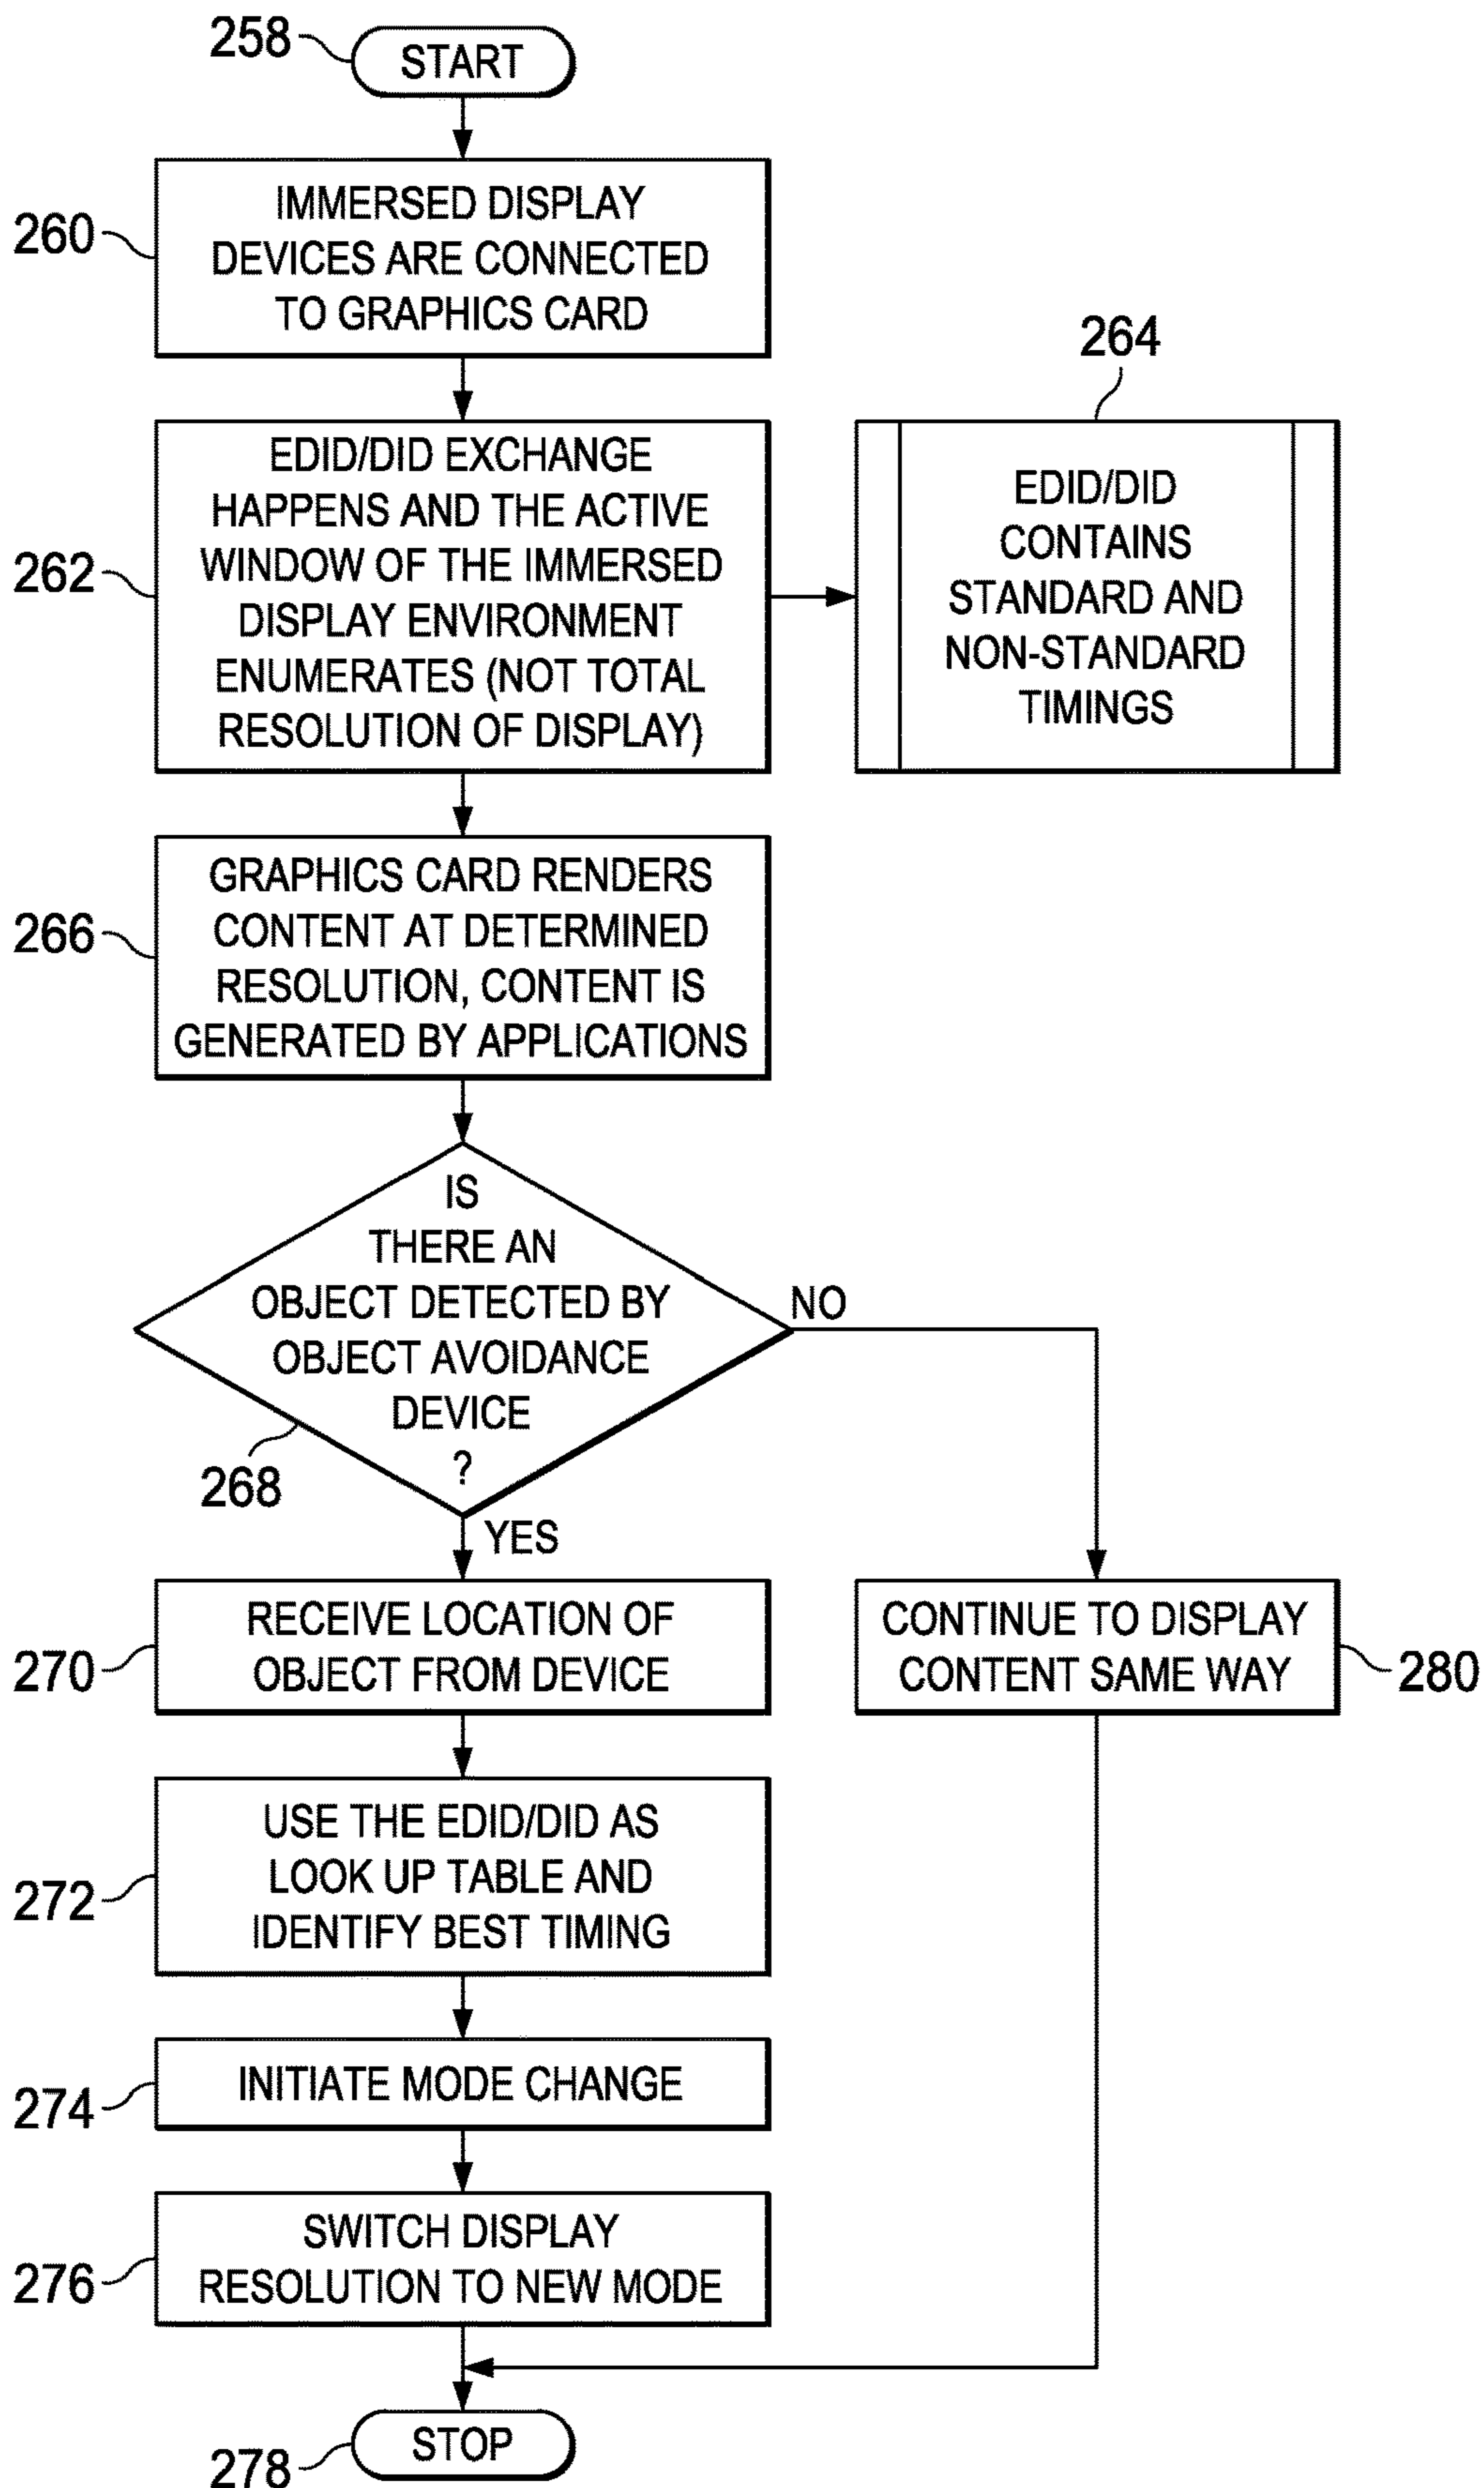 258
START
260
IMMERSED DISPLAY
DEVICES ARE CONNECTED
TO GRAPHICS CARD
264
262
EDID/DID EXCHANGE
HAPPENS AND THE ACTIVE
WINDOW OF THE IMMERSED
DISPLAY ENVIRONMENT
ENUMERATES (NOT TOTAL
RESOLUTION OF DISPLAY)
EDID/DID
CONTAINS
STANDARD AND
NON-STANDARD
TIMINGS
266
GRAPHICS CARD RENDERS
CONTENT AT DETERMINED
RESOLUTION, CONTENT IS
GENERATED BY APPLICATIONS
IS
THERE AN
OBJECT DETECTED BY
OBJECT AVOIDANCE
DEVICE
?
268
NO
YES
270
RECEIVE LOCATION OF
OBJECT FROM DEVICE
CONTINUE TO DISPLAY
CONTENT SAME WAY
280
272
USE THE EDID/DID AS
LOOK UP TABLE AND
IDENTIFY BEST TIMING
274
INITIATE MODE CHANGE
276
SWITCH DISPLAY
RESOLUTION TO NEW MODE
278
STOP